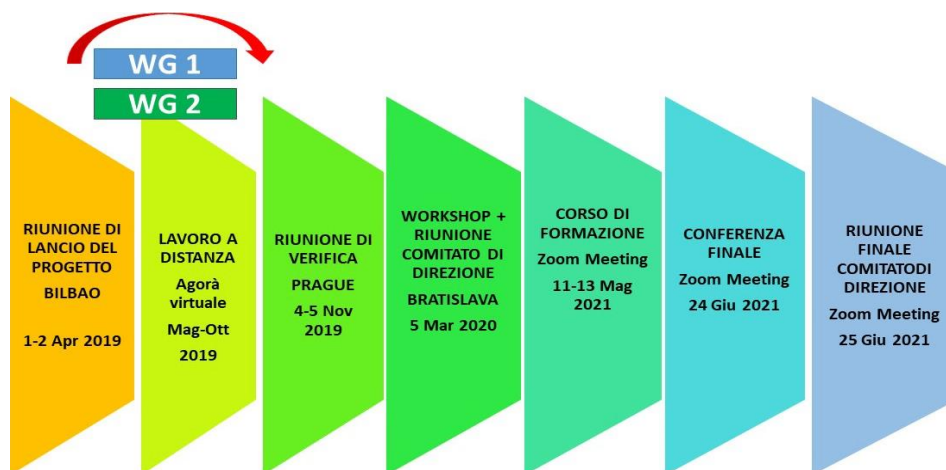 WG 1
WG 2
RIUNIONE DI
LANCIO DEL
PROGETTO
BILBAO
1-2 Apr 2019
LAVORO A
DISTANZA
Agorà
virtuale
Mag-Ott
2019
RIUNIONE DI
VERIFICA
PRAGUE
4-5 Nov
2019
WORKSHOP +
RIUNIONE
COMITATO DI
DIREZIONE
BRATISLAVA
5 Mar 2020
CORSO DI
FORMAZIONE
Zoom Meeting
11-13 Mag
2021
CONFERENZA
FINALE
Zoom Meeting
24 Giu 2021
RIUNIONE
FINALE
COMITATODI
DIREZIONE
Zoom Meeting
25 Giu 2021